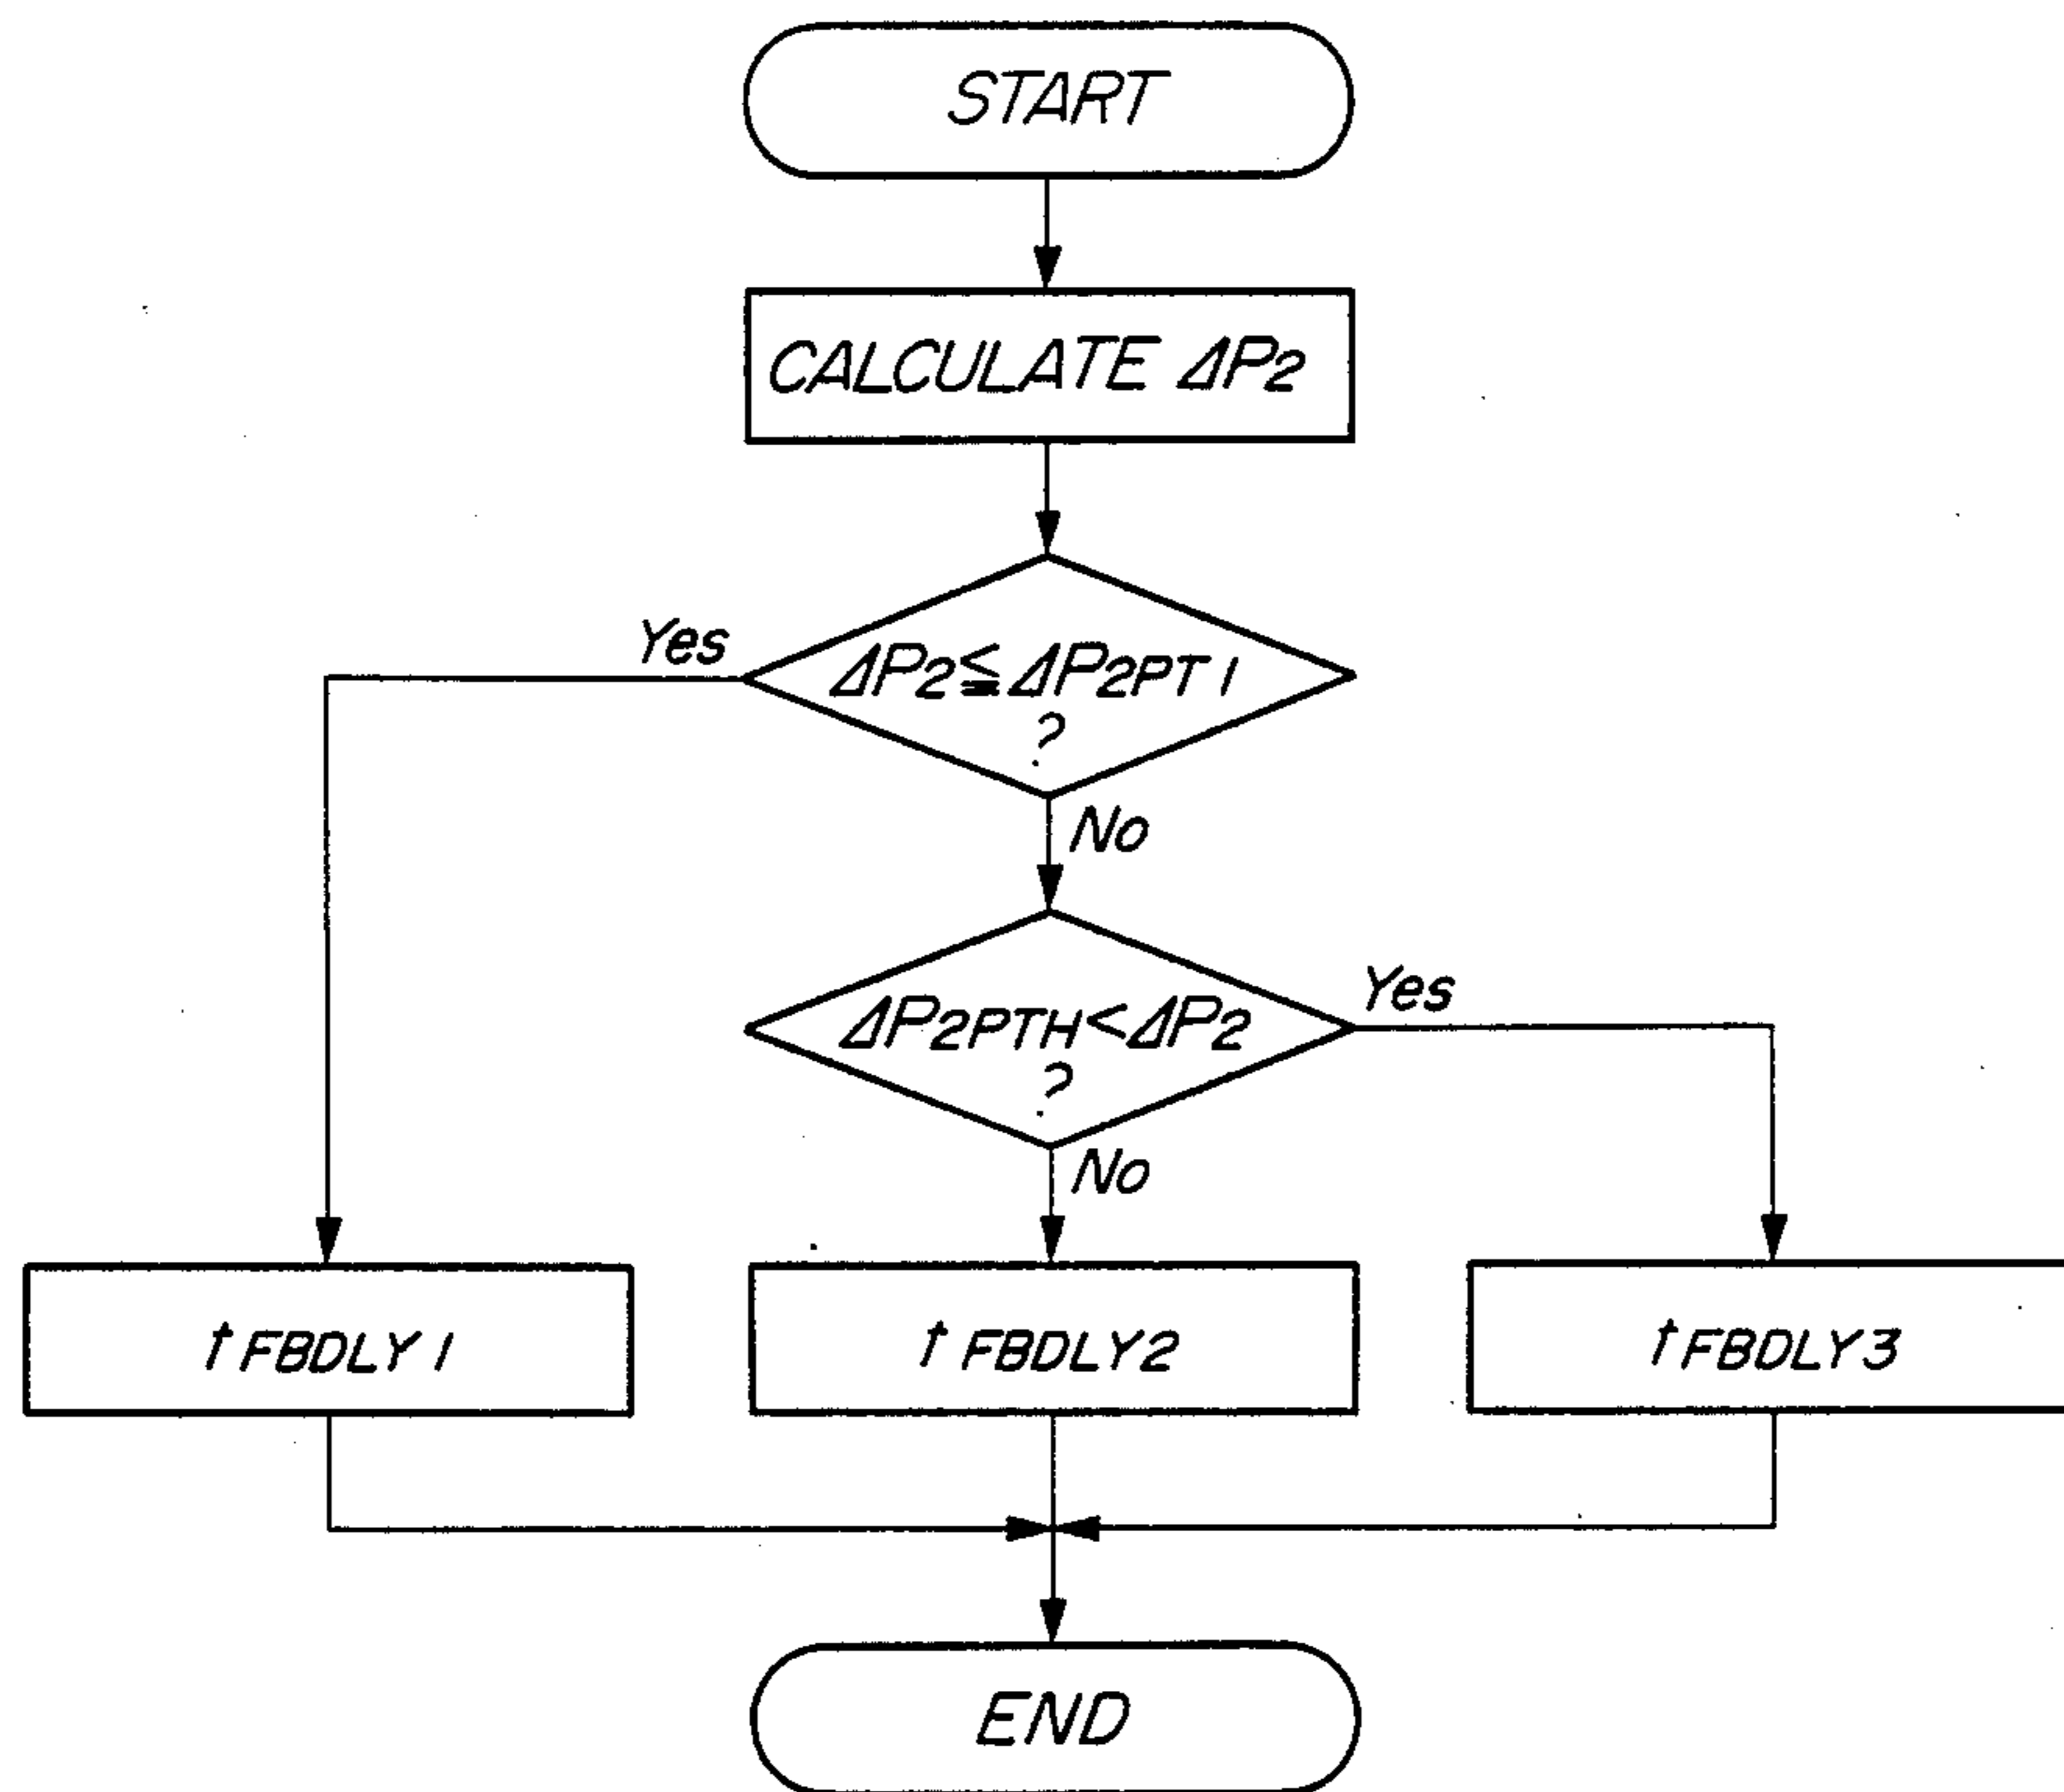 START
CALCULATE ΔP2
Yes
ΔP2≦ΔP2PT1
?
No
Yes
ΔP2PTH<ΔP2
?
No
tFBDLY1
tFBDLY2
tFBDLY3
END